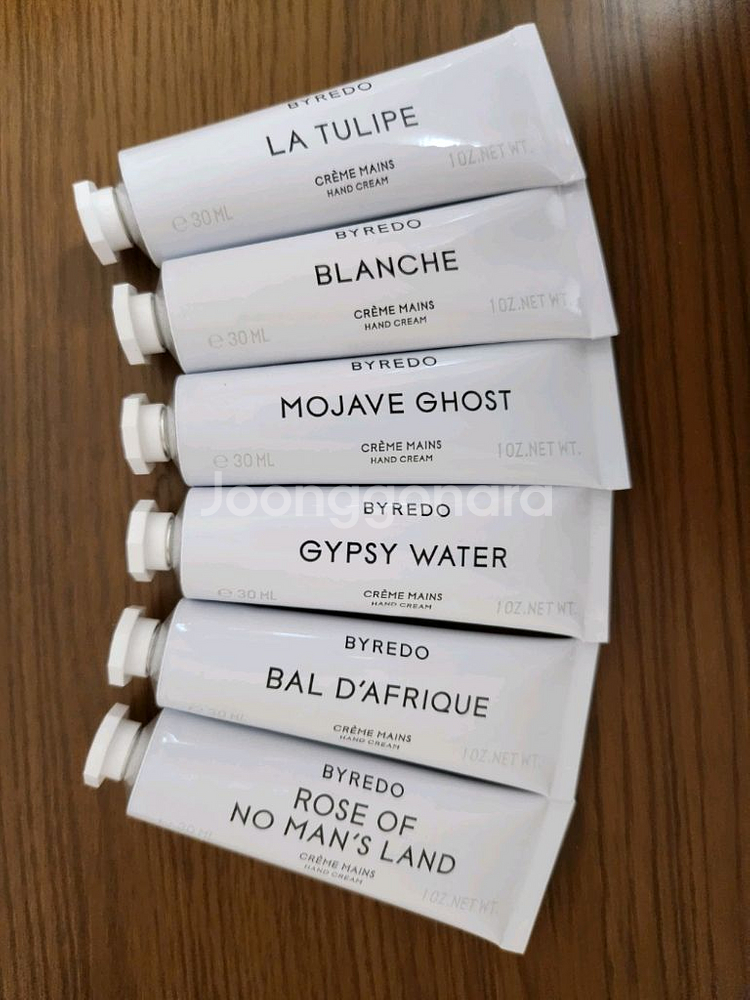 BYREDO
LA TULIPE
CRÈME MAINS
HAND CREAM
℮ 30 ML
1 OZ.NET WT.
BYREDO
BLANCHE
CRÈME MAINS
HAND CREAM
℮ 30 ML
1 OZ.NET WT.
BYREDO
MOJAVE GHOST
CRÈME MAINS
HAND CREAM
℮ 30 ML
1 OZ.NET WT.
Joonggonara
BYREDO
GYPSY WATER
CRÈME MAINS
HAND CREAM
℮ 30 ML
1 OZ.NET WT.
BYREDO
BAL D'AFRIQUE
CRÈME MAINS
HAND CREAM
℮ 30 ML
1 OZ.NET WT.
BYREDO
ROSE OF
NO MAN'S LAND
CRÈME MAINS
HAND CREAM
30 ML
1 OZ.NET WT.